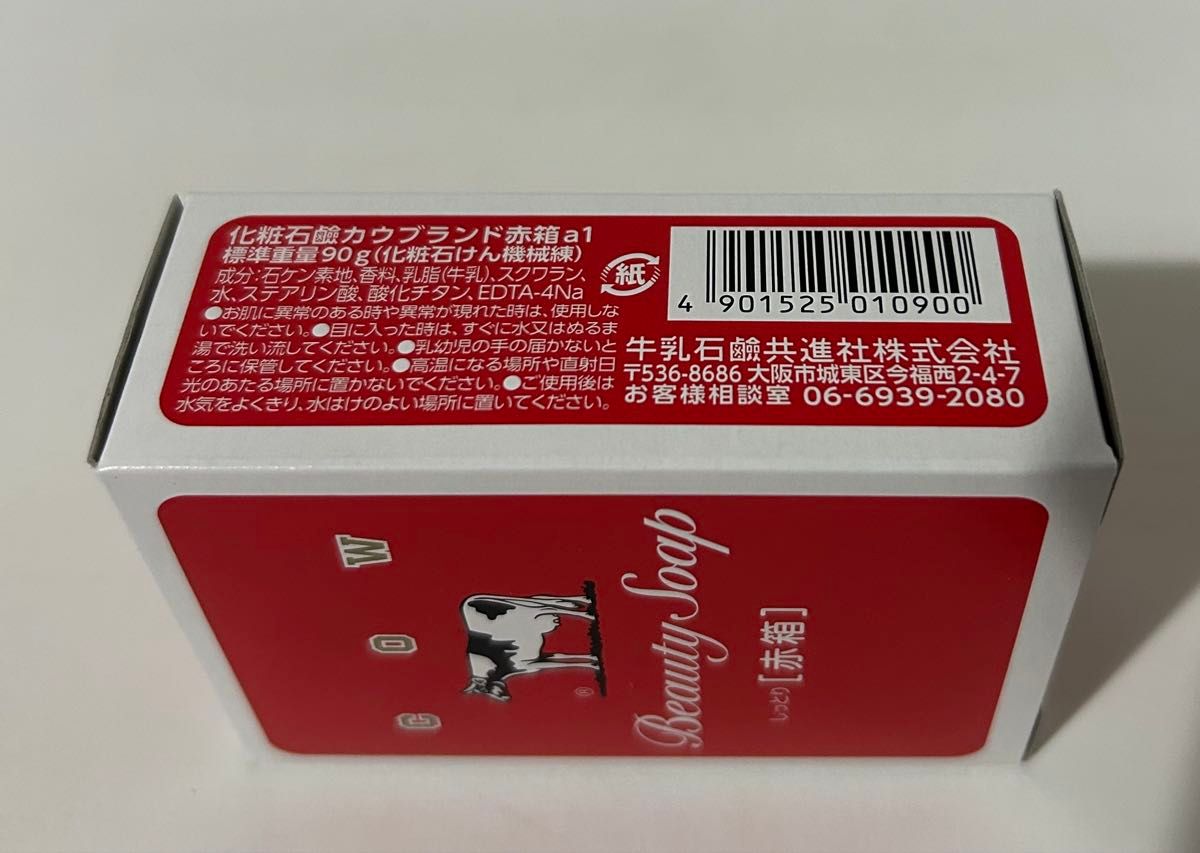 化粧石鹼カウブランド赤箱a1
標準重量90g(化粧石けん機械練)
成分:石ケン素地、香料、乳脂(牛乳)、スクワラン、
水、ステアリン酸、酸化チタン、EDTA-4Na
●お肌に異常のある時や異常が現れた時は、使用しな
いでください。●目に入った時は、すぐに水又はぬるま
湯で洗い流してください。●乳幼児の手の届かないと
ころに保管してください。●高温になる場所や直射日
光のあたる場所に置かないでください。●ご使用後は
水気をよくきり、水はけのよい場所に置いてください。
紙
4 901525 010900
牛乳石鹼共進社株式会社
〒536-8686 大阪市城東区今福西2-4-7
お客様相談室 06-6939-2080
COW
®
Beauty Soap
しっとり[赤箱]